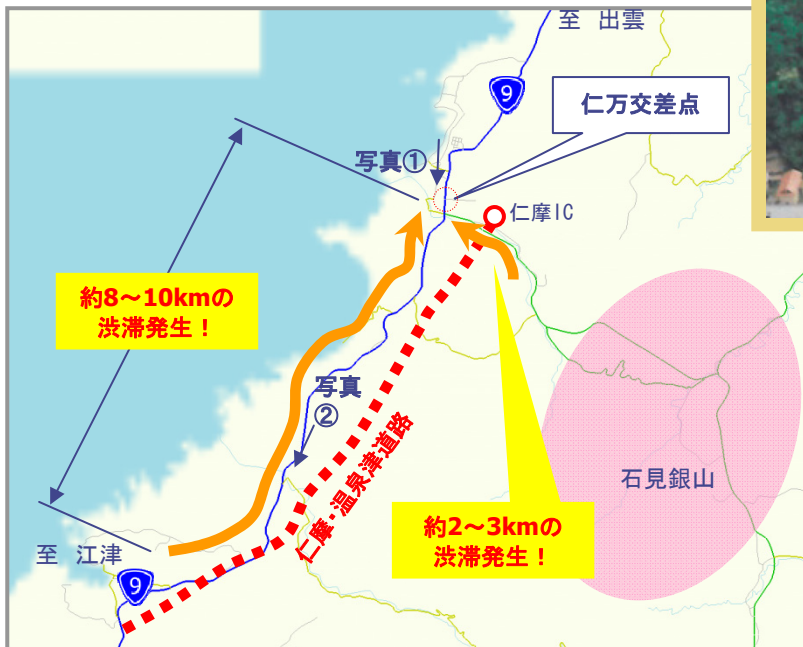 至 出雲
9
仁万交差点
写真①
仁摩IC
約8～10kmの
渋滞発生！
写真
②
仁摩・温泉津道路
石見銀山
約2～3kmの
渋滞発生！
至 江津
9